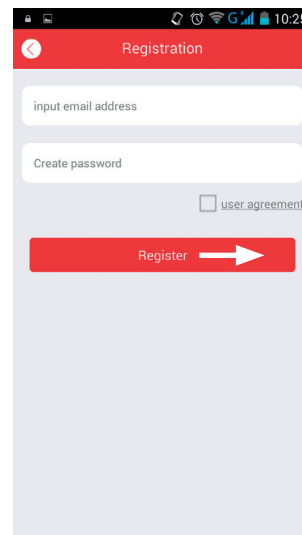 G 10:25
Registration
input email address
Create password
user agreement
Register